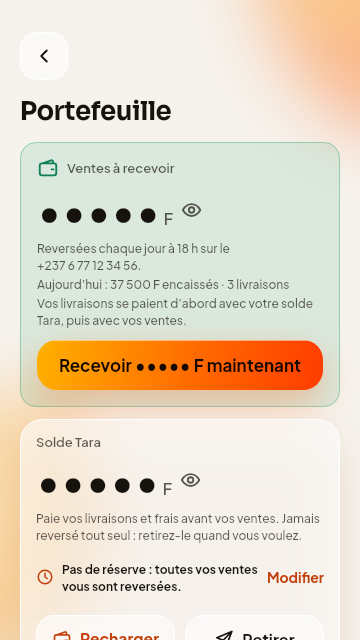 Portefeuille
Ventes à recevoir
●●●●● F
Reversées chaque jour à 18 h sur le
+237 6 77 12 34 56.
Aujourd'hui : 37 500 F encaissés · 3 livraisons
Vos livraisons se paient d'abord avec votre solde
Tara, puis avec vos ventes.
Recevoir ●●●●● F maintenant
Solde Tara
●●●●● F
Paie vos livraisons et frais avant vos ventes. Jamais
reversé tout seul : retirez-le quand vous voulez.
Pas de réserve : toutes vos ventes
vous sont reversées.
Modifier
Recharger
Retirer